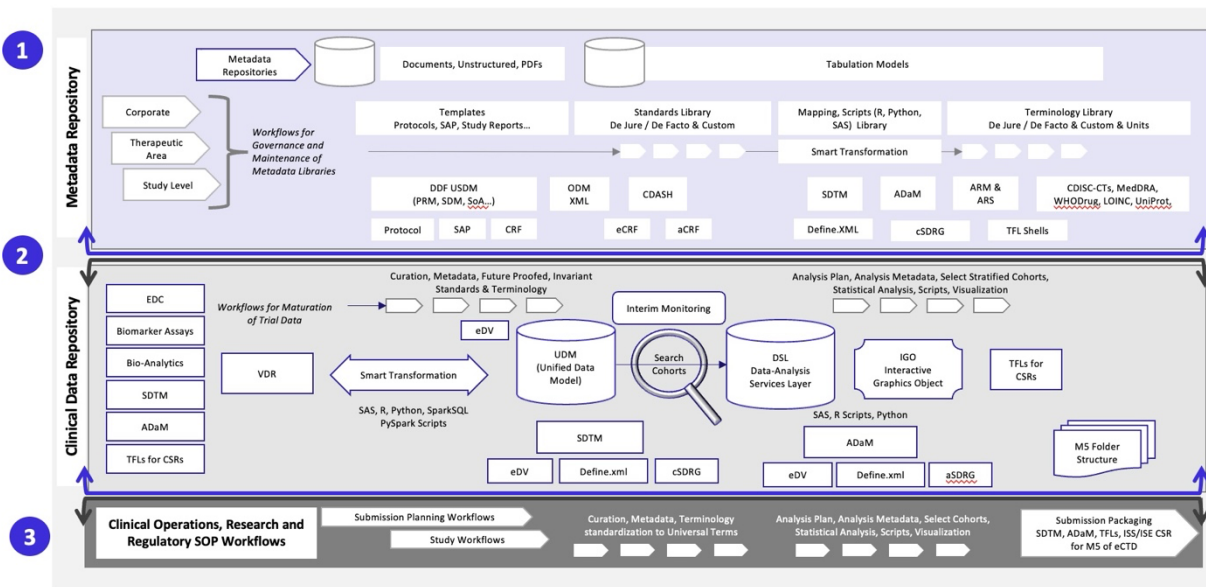 1
Metadata Repository
Metadata
Repositories
Documents, Unstructured, PDFs
Tabulation Models
Corporate
Therapeutic
Area
Study Level
Workflows for
Governance and
Maintenance of
Metadata Libraries
Templates
Protocols, SAP, Study Reports...
Standards Library
De Jure / De Facto & Custom
Mapping, Scripts (R, Python,
SAS) Library
Terminology Library
De Jure / De Facto & Custom & Units
Smart Transformation
DDF USDM
(PRM, SDM, SoA...)
ODM
XML
CDASH
SDTM
ADaM
ARM &
ARS
CDISC-CTs, MedDRA,
WHODrug, LOINC, UniProt,
Protocol
SAP
CRF
eCRF
aCRF
Define.XML
cSDRG
TFL Shells
2
Clinical Data Repository
EDC
Biomarker Assays
Bio-Analytics
SDTM
ADaM
TFLs for CSRs
Workflows for Maturation
of Trial Data
Curation, Metadata, Future Proofed, Invariant
Standards & Terminology
Analysis Plan, Analysis Metadata, Select Stratified Cohorts,
Statistical Analysis, Scripts, Visualization
Interim Monitoring
eDV
VDR
Smart Transformation
SAS, R, Python, SparkSQL
PySpark Scripts
UDM
(Unified Data
Model)
Search
Cohorts
DSL
Data-Analysis
Services Layer
IGO
Interactive
Graphics Object
TFLs for
CSRs
SAS, R Scripts, Python
SDTM
eDV
Define.xml
cSDRG
ADaM
eDV
Define.xml
aSDRG
M5 Folder
Structure
3
Clinical Operations, Research and
Regulatory SOP Workflows
Submission Planning Workflows
Study Workflows
Curation, Metadata, Terminology
standardization to Universal Terms
Analysis Plan, Analysis Metadata, Select Cohorts,
Statistical Analysis, Scripts, Visualization
Submission Packaging
SDTM, ADaM, TFLs, ISS/ISE CSR
for M5 of eCTD